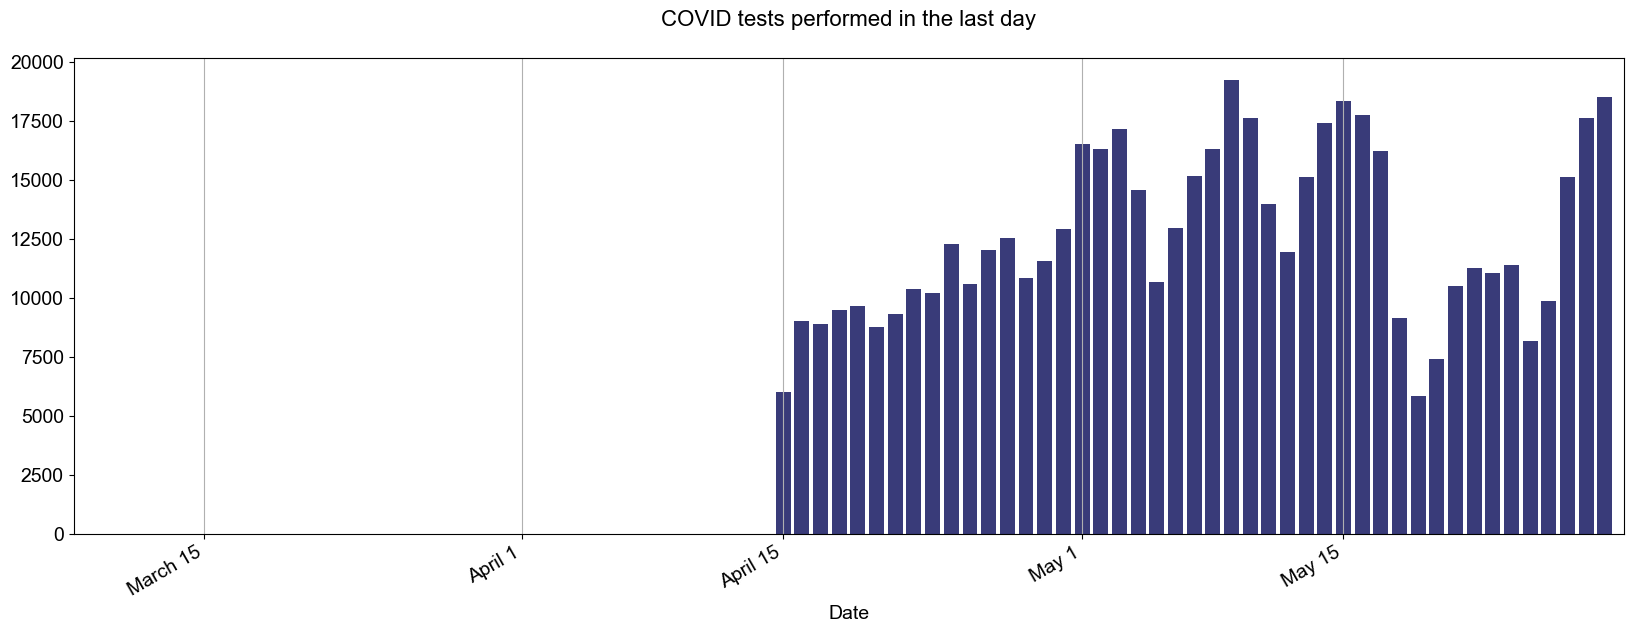 COVID tests performed in the last day
20000
17500
15000
12500
10000
7500
5000
2500
0
March 15
April 1
April 15
May 1
May 15
Date